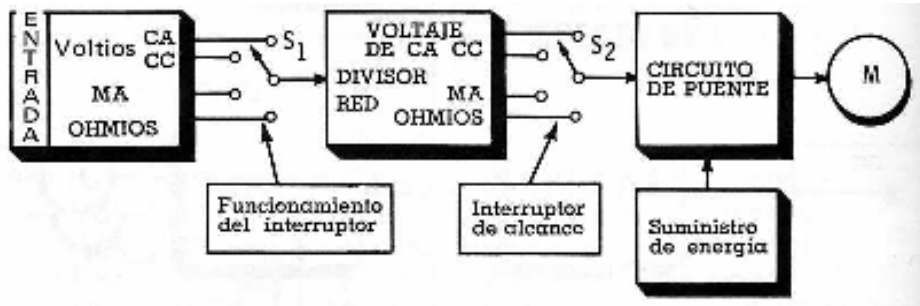 ENTRADA
Voltios CA
CC
MA
OHMIOS
S1
VOLTAJE
DE CA CC
DIVISOR
RED
MA
OHMIOS
S2
CIRCUITO
DE PUENTE
M
Funcionamiento
del interruptor
Interruptor
de alcance
Suministro
de energía